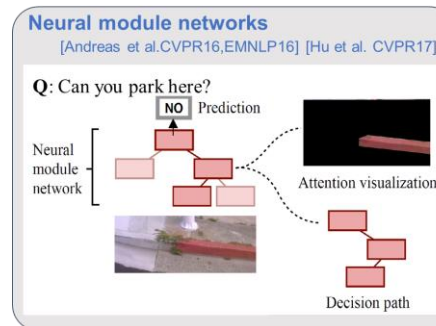 Neural module networks
[Andreas et al.CVPR16,EMNLP16] [Hu et al. CVPR17]
Q: Can you park here?
NO Prediction
Neural
module
network
Attention visualization
Decision path